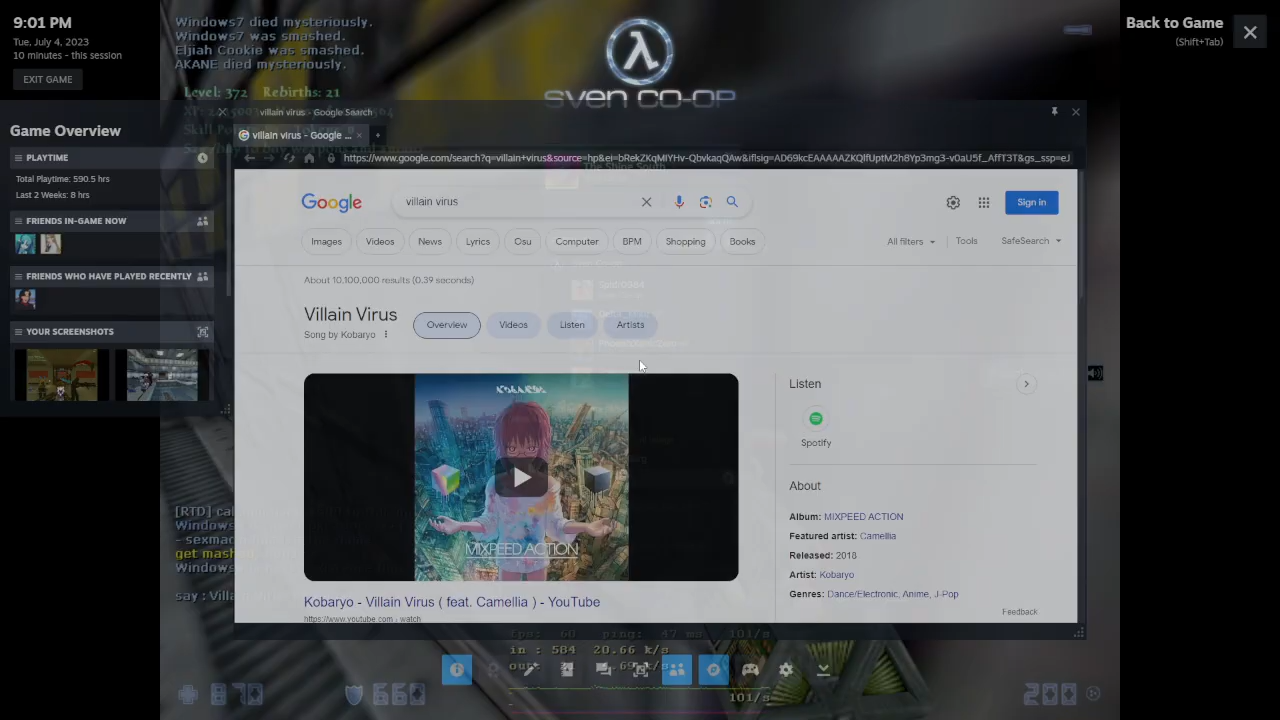 9:01 PM
Tue, July 4, 2023
10 minutes - this session
EXIT GAME
Windows7 died mysteriously.
Windows7 was smashed.
Eljiah Cookie was smashed.
AKANE died mysteriously.
Level: 372 Rebirths: 21
SVEN CO-OP
Back to Game
(Shift+Tab)
Game Overview
PLAYTIME
Total Playtime: 590.5 hrs
Last 2 Weeks: 8 hrs
FRIENDS IN-GAME NOW
FRIENDS WHO HAVE PLAYED RECENTLY
YOUR SCREENSHOTS
villain virus - Google Search
villain virus - Google ...
https://www.google.com/search?q=villain+virus&source=hp&ei=
Google
villain virus
Sign in
Images Videos News Lyrics Osu Computer BPM Shopping Books
All filters Tools SafeSearch
About 10,100,000 results (0.39 seconds)
Villain Virus
Song by Kobaryo
Overview Videos Listen Artists
KOBARYO
MIXPEED ACTION
Kobaryo - Villain Virus ( feat. Camellia ) - YouTube
https://www.youtube.com › watch
Listen
Spotify
About
Album: MIXPEED ACTION
Featured artist: Camellia
Released: 2018
Artist: Kobaryo
Genres: Dance/Electronic, Anime, J-Pop
Feedback
[RTD]
get
say :
fps: 60 ping: 47 ms 101/s
in : 584 20.66 k/s
out:
101/s
870
660
200